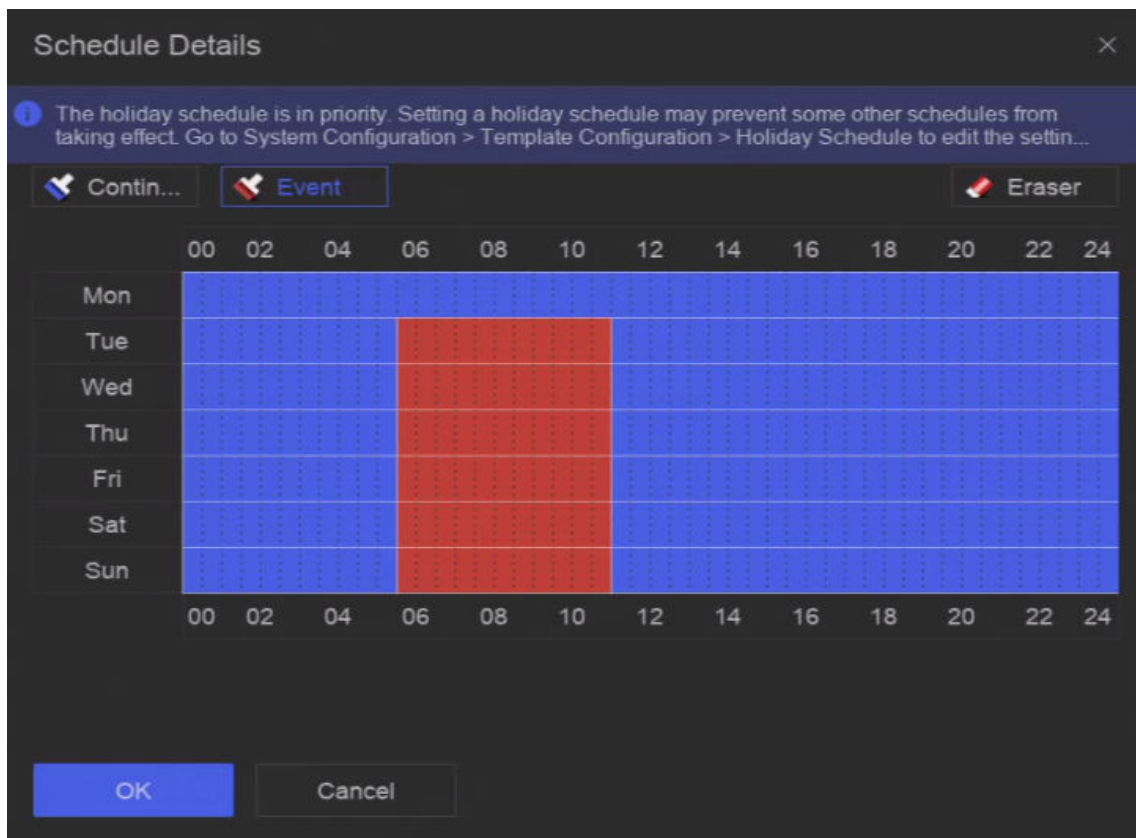 Schedule Details
The holiday schedule is in priority. Setting a holiday schedule may prevent some other schedules from
taking effect. Go to System Configuration > Template Configuration > Holiday Schedule to edit the settin...
Contin... Event Eraser
00 02 04 06 08 10 12 14 16 18 20 22 24
Mon
Tue
Wed
Thu
Fri
Sat
Sun
00 02 04 06 08 10 12 14 16 18 20 22 24
OK Cancel